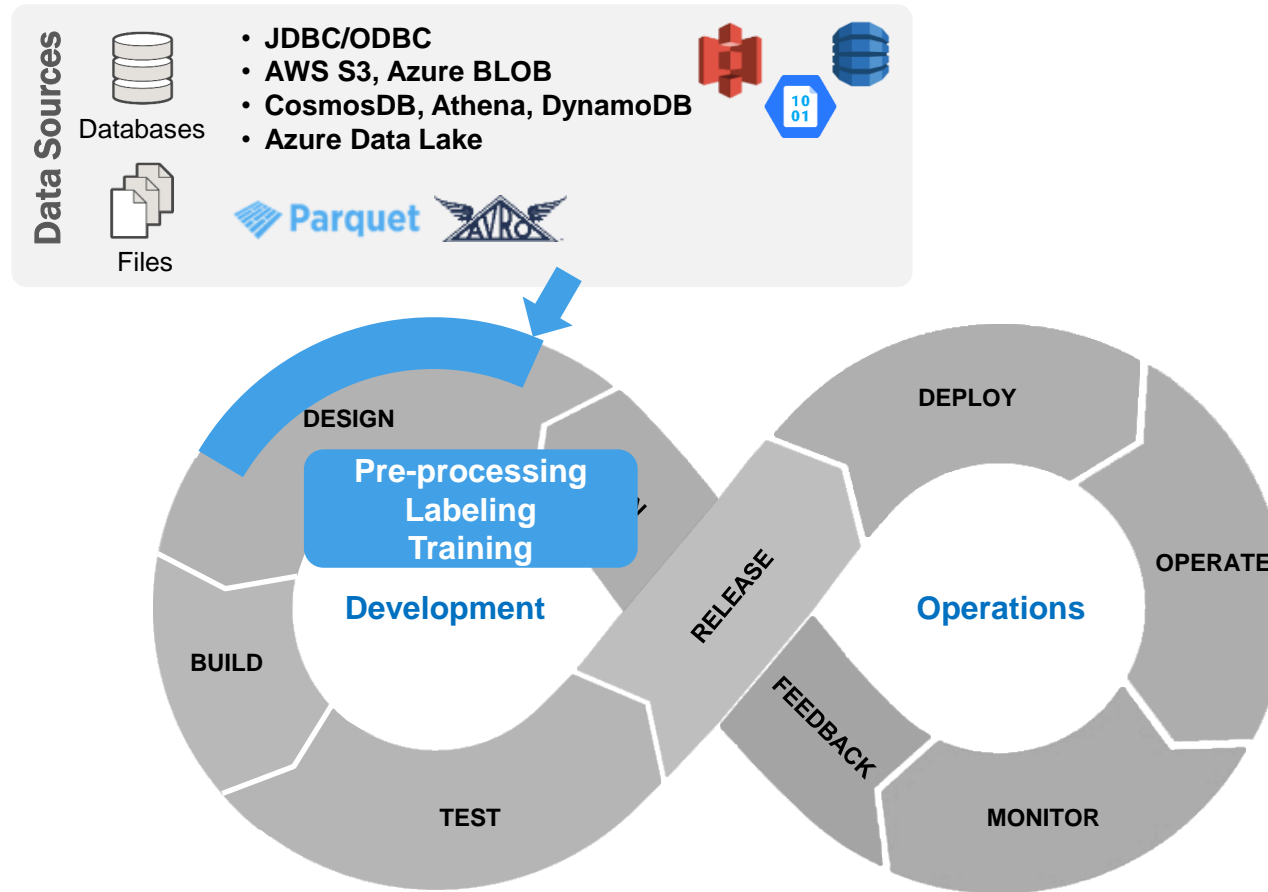 Data Sources
Databases
Files
• JDBC/ODBC
• AWS S3, Azure BLOB
• CosmosDB, Athena, DynamoDB
• Azure Data Lake
10
01
Parquet
AVRO
DESIGN
Pre-processing
Labeling
Training
Development
BUILD
TEST
RELEASE
DEPLOY
OPERATE
Operations
FEEDBACK
MONITOR